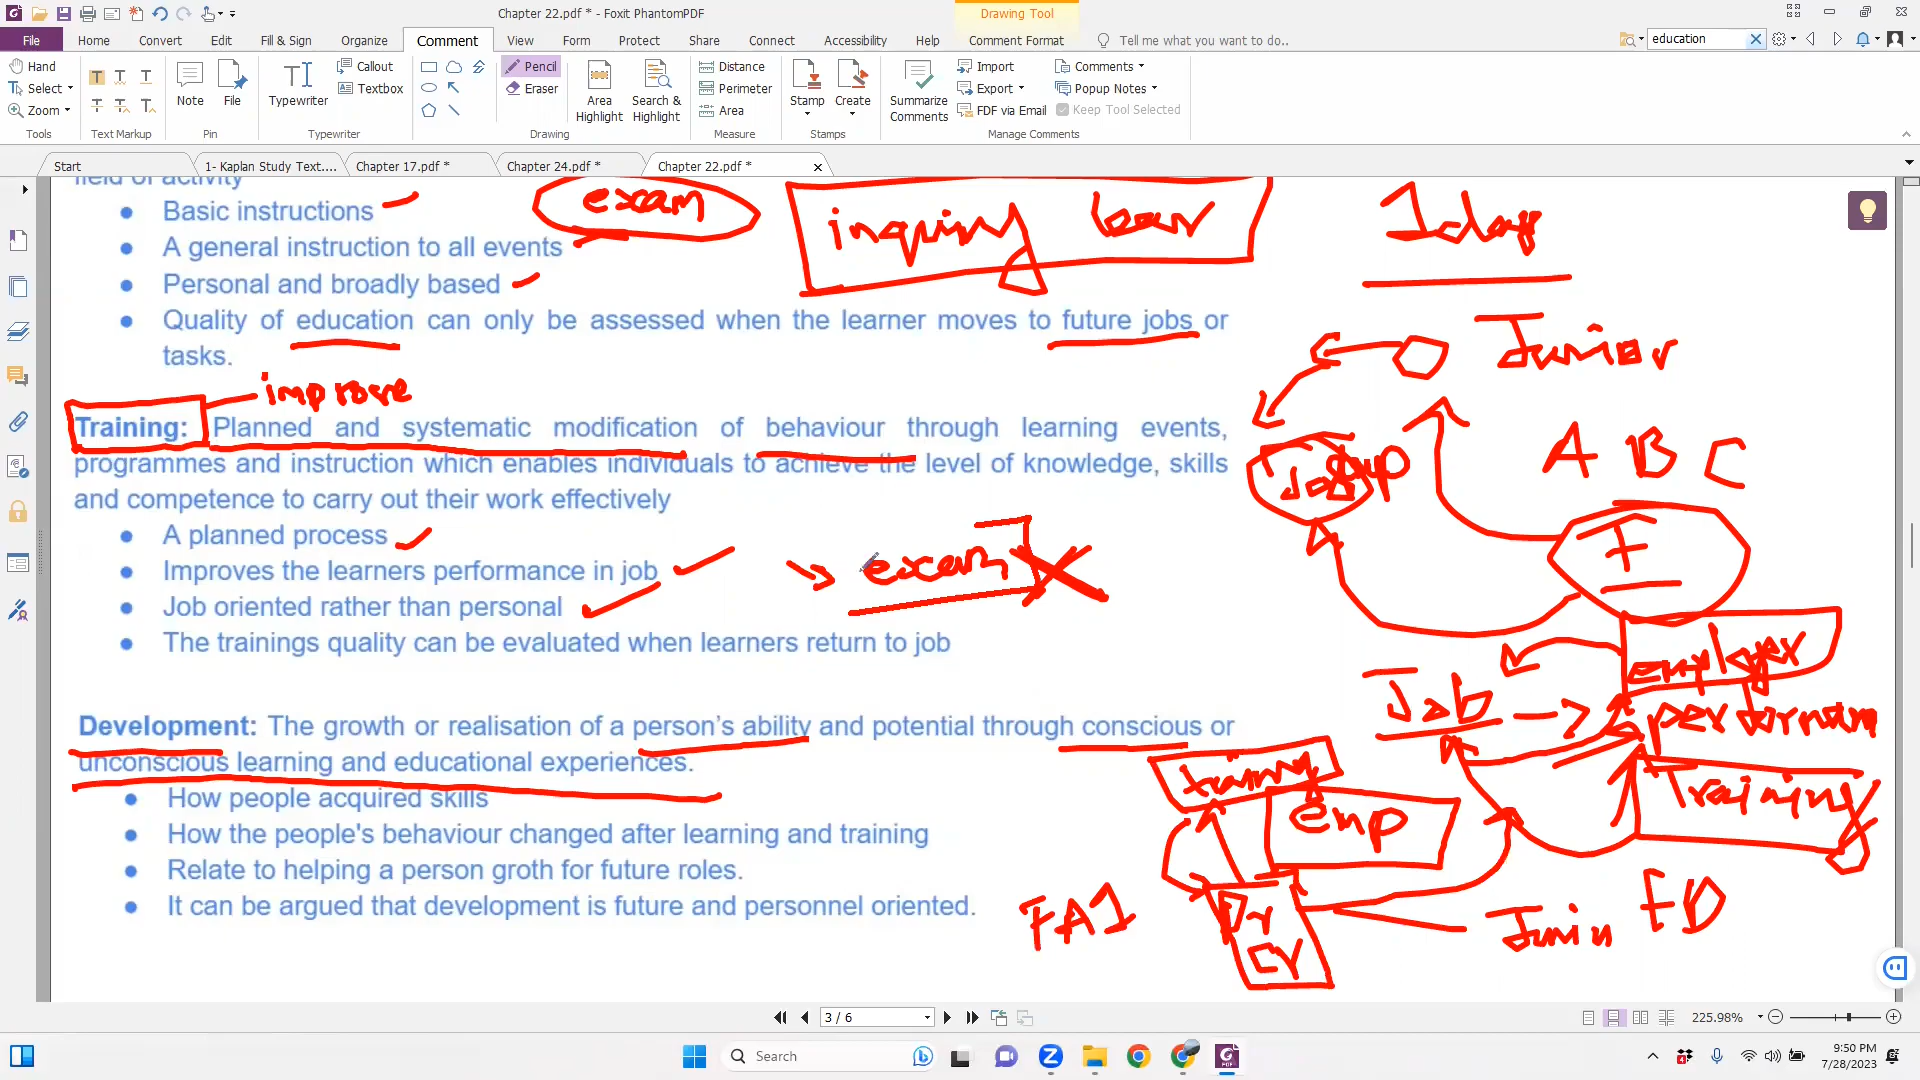 Chapter 22.pdf * - Foxit PhantomPDF
Drawing Tool
File Home Convert Edit Fill & Sign Organize Comment View Form Protect Share Connect Accessibility Help Comment Format Tell me what you want to do.. education
Hand
Select
Zoom
Tools
Text Markup
Note
File
Pin
Typewriter
Callout
Textbox
Typewriter
Pencil
Eraser
Area Highlight
Search & Highlight
Drawing
Distance
Perimeter
Area
Measure
Stamp
Create
Stamps
Summarize Comments
Import
Export
FDF via Email
Comments
Popup Notes
Keep Tool Selected
Manage Comments
Start 1- Kaplan Study Text.... Chapter 17.pdf * Chapter 24.pdf * Chapter 22.pdf *
field of activity
Basic instructions
exam
A general instruction to all events
Personal and broadly based
Quality of education can only be assessed when the learner moves to future jobs or
tasks.
1 day
Junior
improve
Training: Planned and systematic modification of behaviour through learning events,
programmes and instruction which enables individuals to achieve the level of knowledge, skills
and competence to carry out their work effectively
A B C
F
A planned process
Improves the learners performance in job
exam
Job oriented rather than personal
The trainings quality can be evaluated when learners return to job
employer
Job
Development: The growth or realisation of a person's ability and potential through conscious or
unconscious learning and educational experiences.
training
Training
emp
How people acquired skills
How the people's behaviour changed after learning and training
Relate to helping a person groth for future roles.
It can be argued that development is future and personnel oriented.
FA1
Dr
Cr
3 / 6
225.98%
Search
9:50 PM
7/28/2023